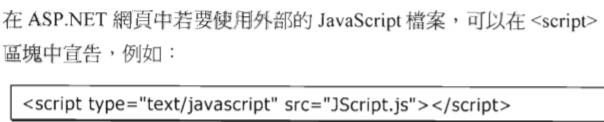 在 ASP.NET 網頁中若要使用外部的 JavaScript 檔案，可以在 <script>
區塊中宣告，例如：
<script type="text/javascript" src="JScript.js"></script>